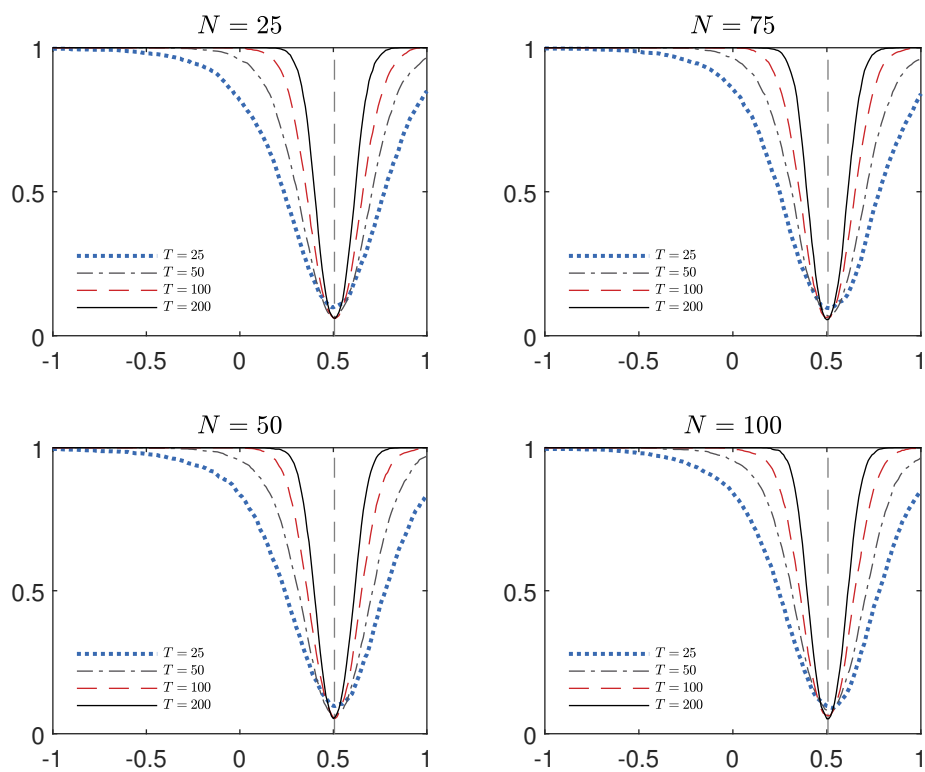 N = 25
1
0.5
0
-1 -0.5 0 0.5 1
T = 25
T = 50
T = 100
T = 200
N = 75
1
0.5
0
-1 -0.5 0 0.5 1
T = 25
T = 50
T = 100
T = 200
N = 50
1
0.5
0
-1 -0.5 0 0.5 1
T = 25
T = 50
T = 100
T = 200
N = 100
1
0.5
0
-1 -0.5 0 0.5 1
T = 25
T = 50
T = 100
T = 200